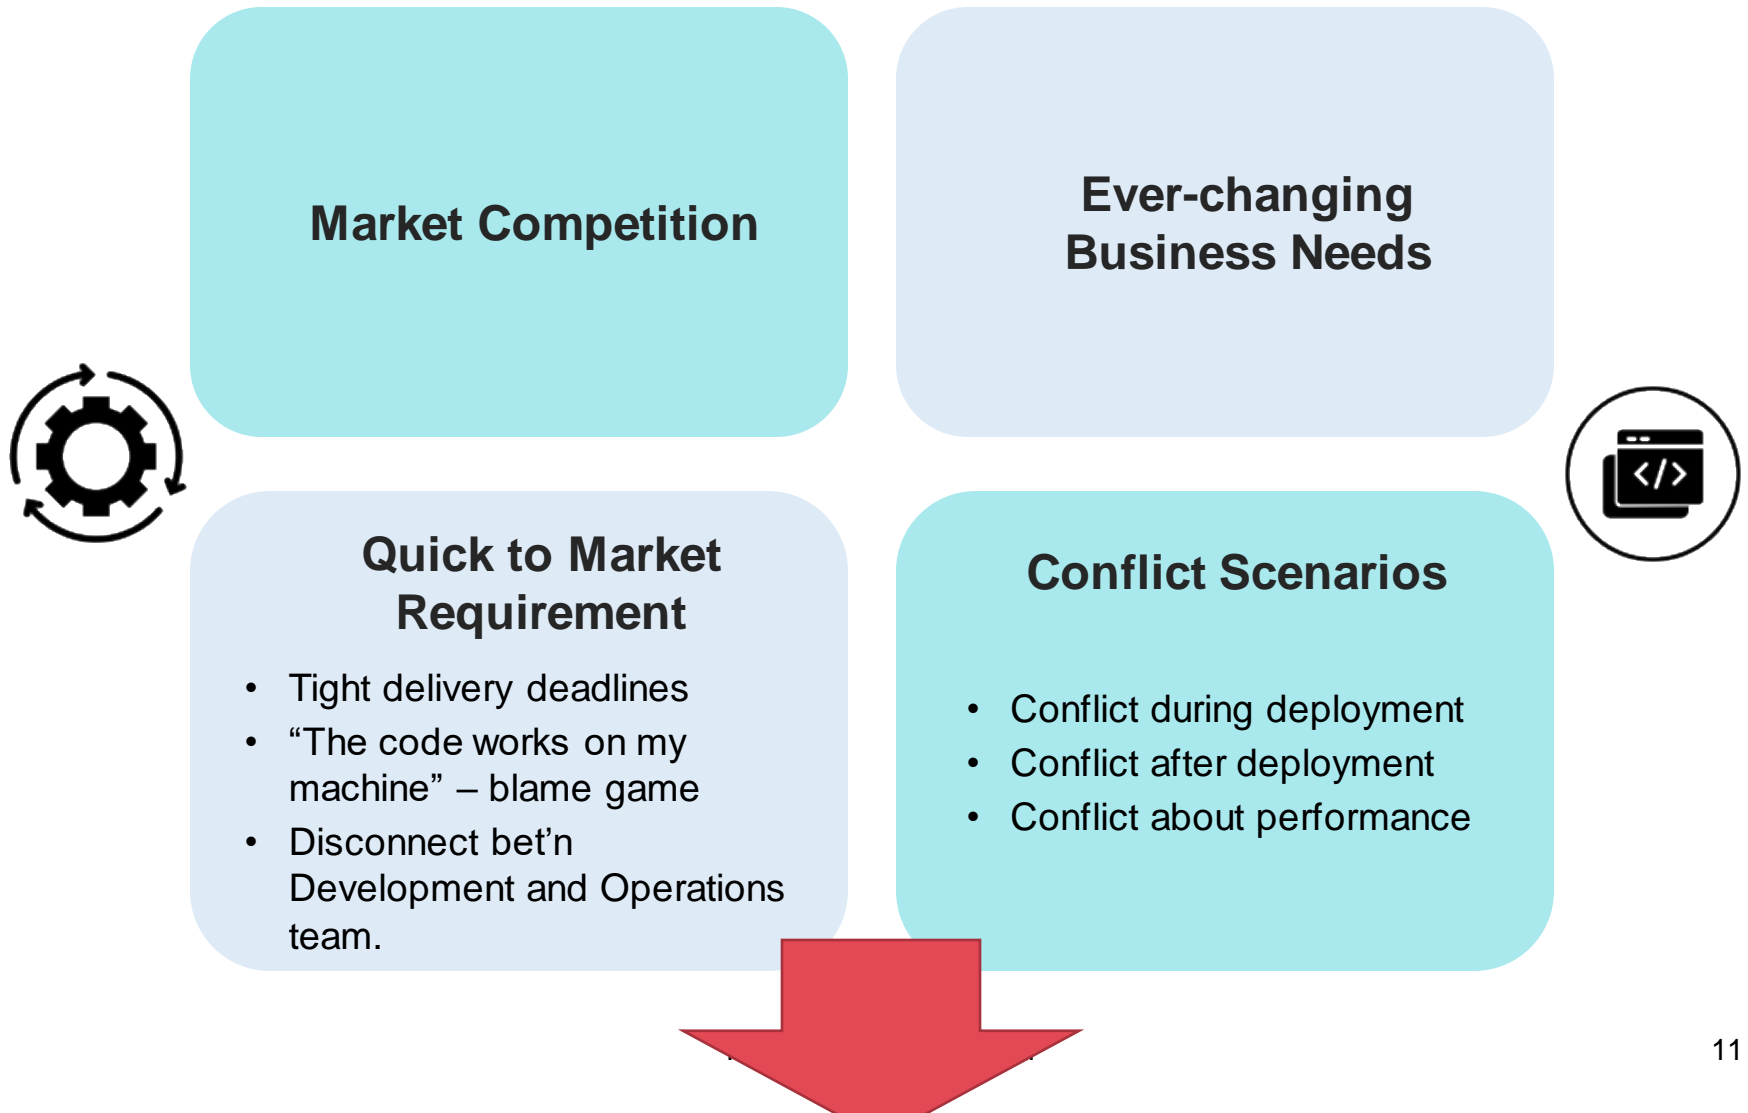 Market Competition
Ever-changing
Business Needs
Quick to Market
Requirement
• Tight delivery deadlines
• “The code works on my
machine” – blame game
• Disconnect bet’n
Development and Operations
team.
Conflict Scenarios
• Conflict during deployment
• Conflict after deployment
• Conflict about performance
</>
11